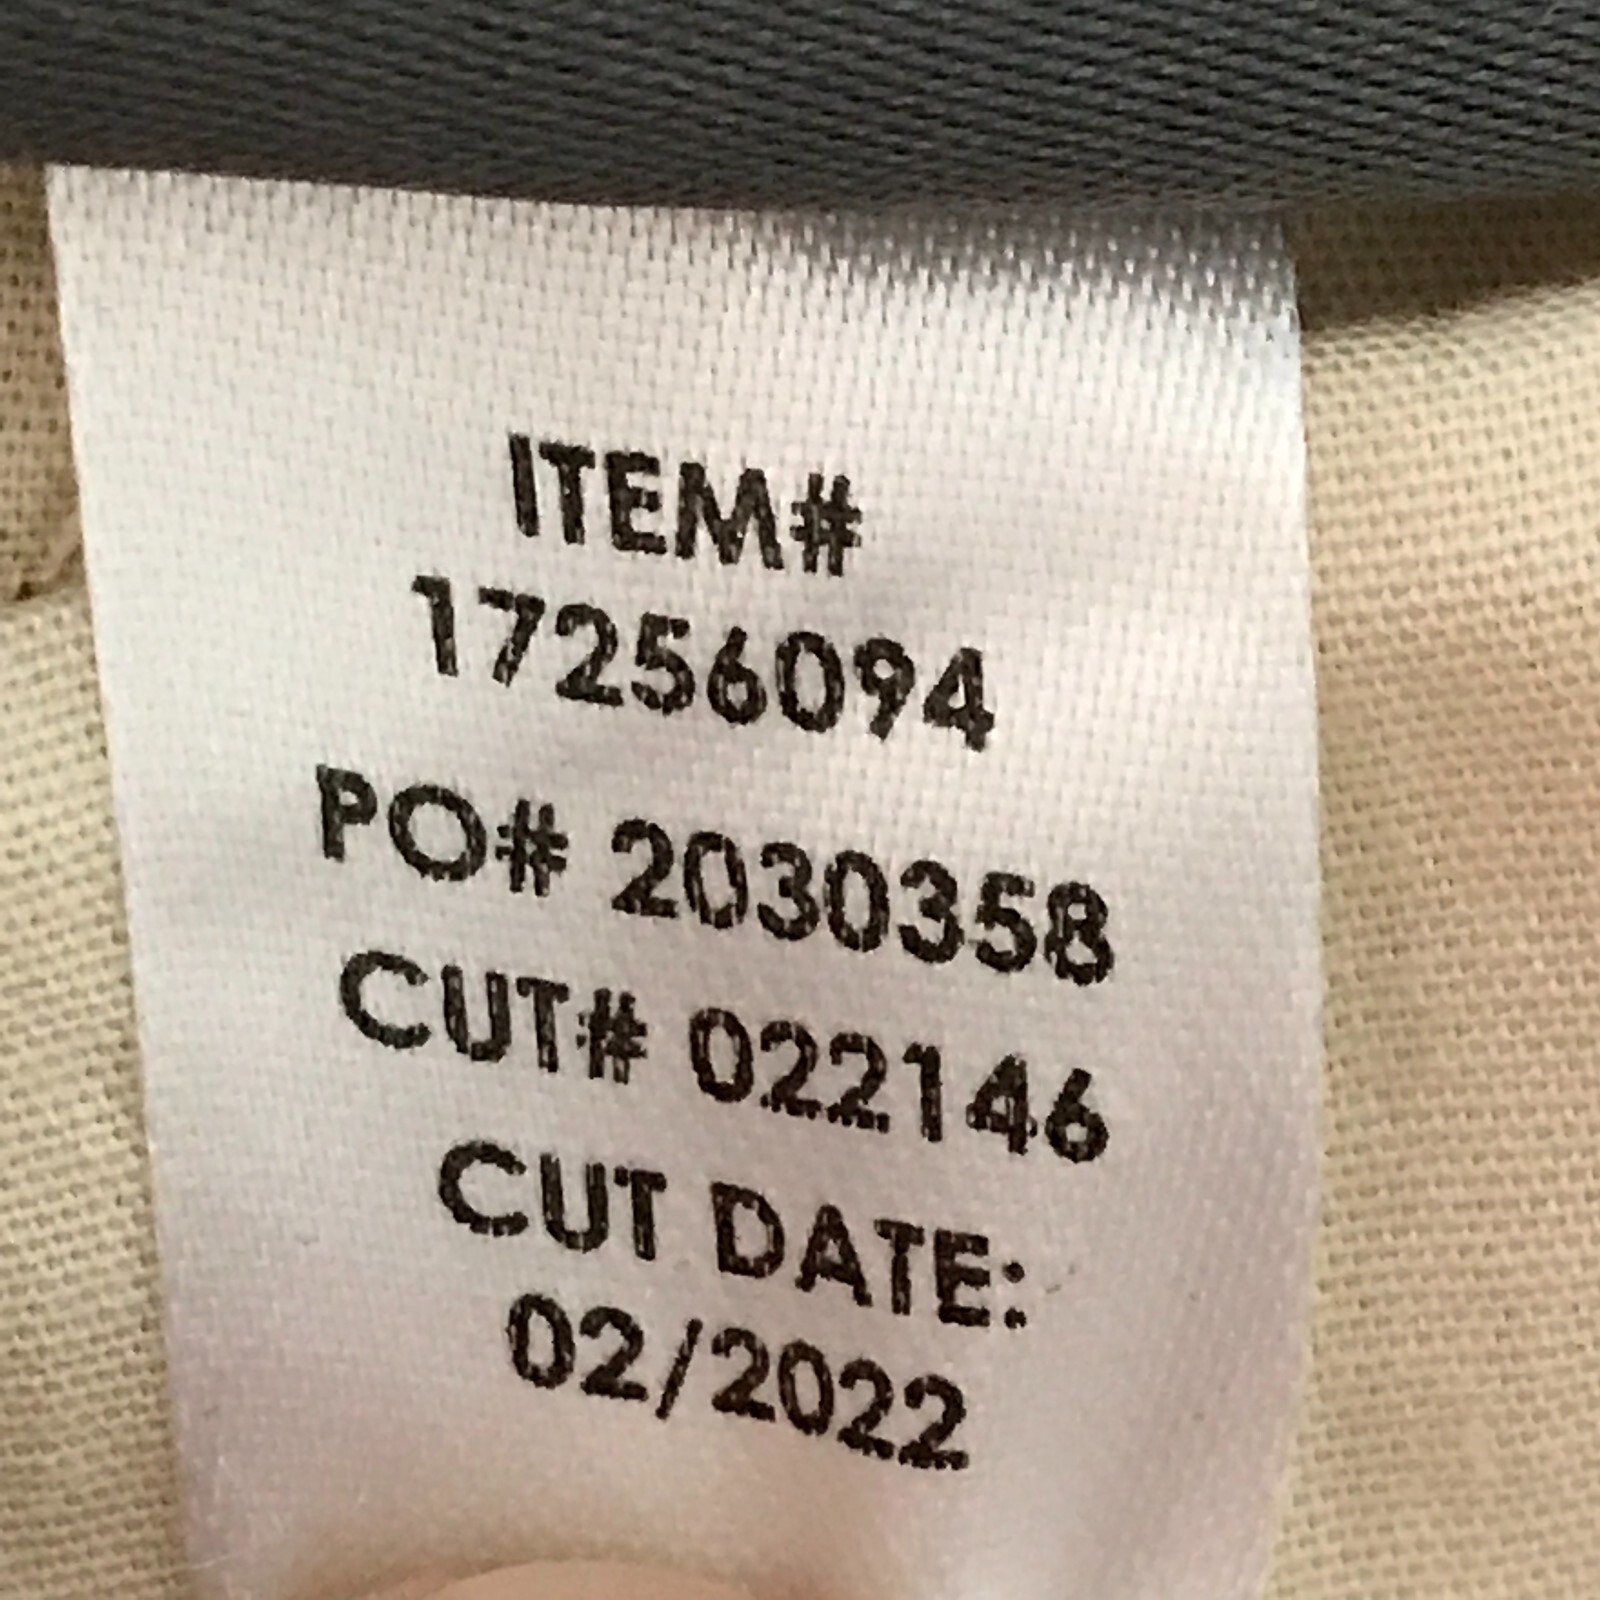 ITEM#
17256094
PO# 2030358
CUT# 022146
CUT DATE:
02/2022